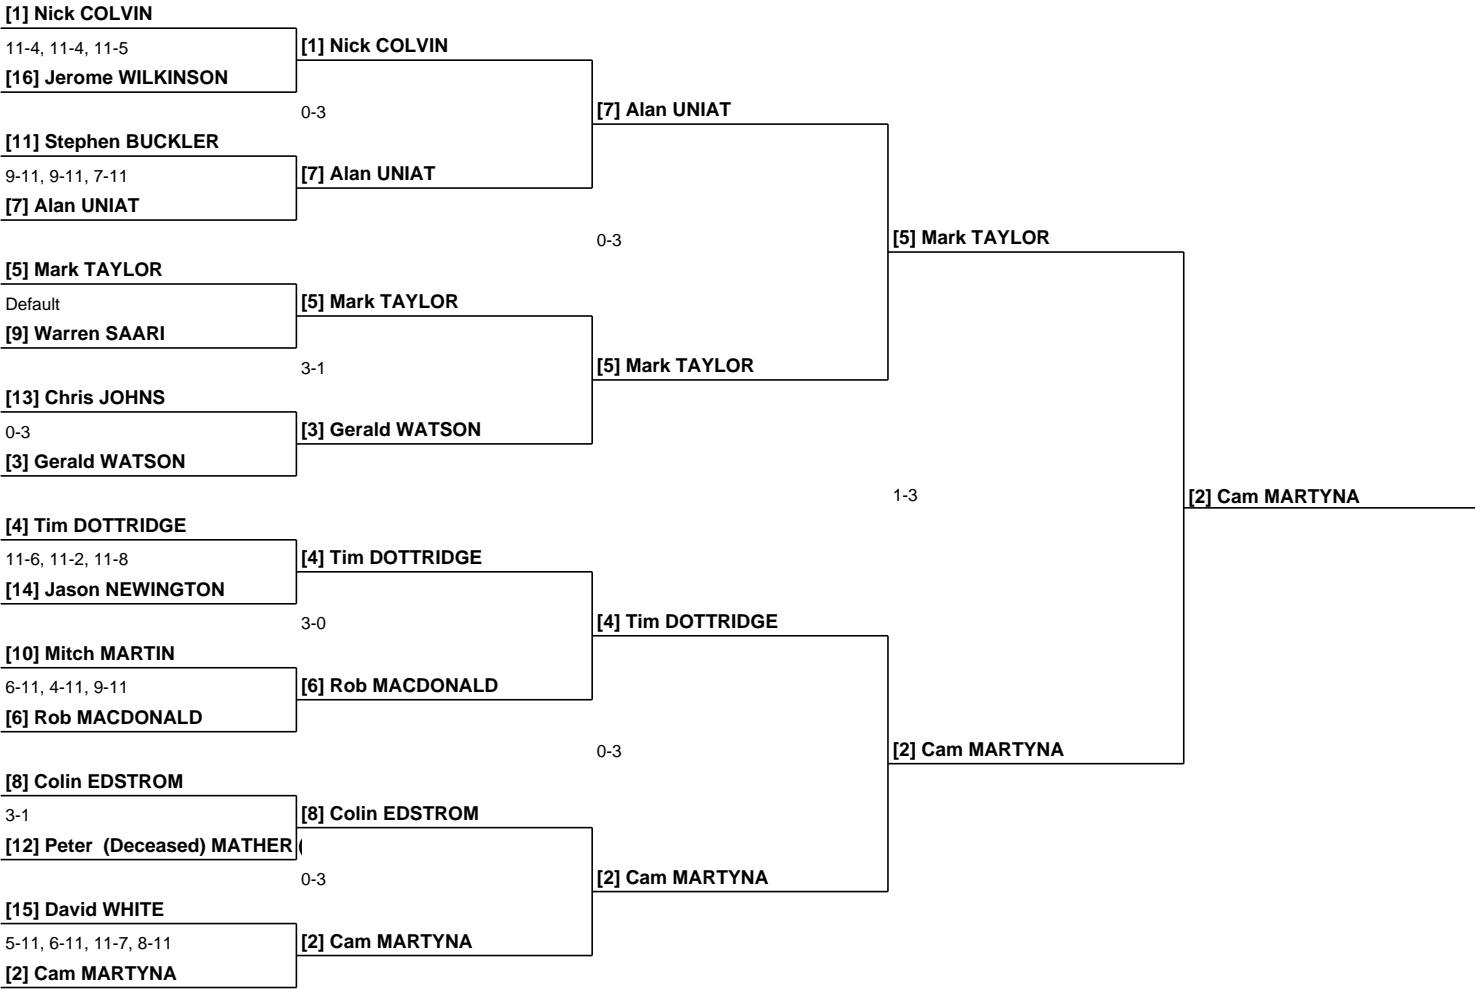 [1] Nick COLVIN
11-4, 11-4, 11-5
[1] Nick COLVIN
[16] Jerome WILKINSON
0-3
[7] Alan UNIAT
[11] Stephen BUCKLER
9-11, 9-11, 7-11
[7] Alan UNIAT
[7] Alan UNIAT
0-3
[5] Mark TAYLOR
[5] Mark TAYLOR
Default
[5] Mark TAYLOR
[9] Warren SAARI
3-1
[5] Mark TAYLOR
[13] Chris JOHNS
0-3
[3] Gerald WATSON
[3] Gerald WATSON
1-3
[2] Cam MARTYNA
[4] Tim DOTTRIDGE
11-6, 11-2, 11-8
[4] Tim DOTTRIDGE
[14] Jason NEWINGTON
3-0
[4] Tim DOTTRIDGE
[10] Mitch MARTIN
6-11, 4-11, 9-11
[6] Rob MACDONALD
[6] Rob MACDONALD
0-3
[2] Cam MARTYNA
[8] Colin EDSTROM
3-1
[8] Colin EDSTROM
[12] Peter (Deceased) MATHER (
0-3
[2] Cam MARTYNA
[15] David WHITE
5-11, 6-11, 11-7, 8-11
[2] Cam MARTYNA
[2] Cam MARTYNA